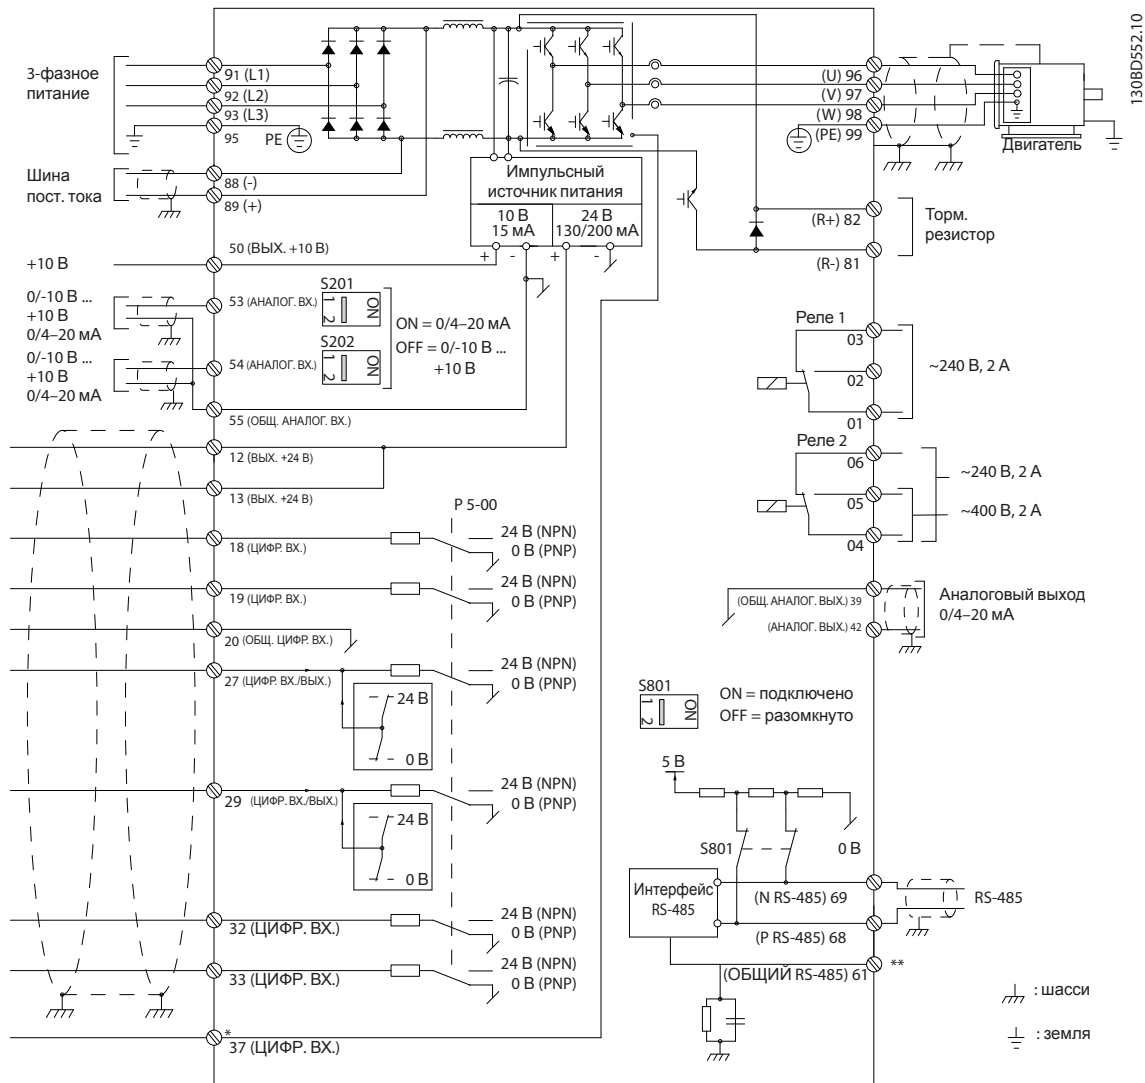 130BD552.10
3-фазное
питание
91 (L1)
92 (L2)
93 (L3)
95
PE
(U) 96
(V) 97
(W) 98
(PE) 99
Двигатель
Шина
пост. тока
88 (-)
89 (+)
Импульсный
источник питания
10 В
15 мА
24 В
130/200 мА
+ - + -
(R+) 82
(R-) 81
Торм.
резистор
+10 В
50 (ВЫХ. +10 В)
0/-10 В ...
+10 В
0/4–20 мА
53 (АНАЛОГ. ВХ.)
S201
1 2
ON
0/-10 В ...
+10 В
0/4–20 мА
54 (АНАЛОГ. ВХ.)
S202
1 2
ON
ON = 0/4–20 мА
OFF = 0/-10 В ...
+10 В
55 (ОБЩ. АНАЛОГ. ВХ.)
12 (ВЫХ. +24 В)
13 (ВЫХ. +24 В)
Реле 1
03
02
01
~240 В, 2 А
Реле 2
06
05
04
~240 В, 2 А
~400 В, 2 А
P 5-00
18 (ЦИФР. ВХ.)
24 В (NPN)
0 В (PNP)
19 (ЦИФР. ВХ.)
24 В (NPN)
0 В (PNP)
20 (ОБЩ. ЦИФР. ВХ.)
27 (ЦИФР. ВХ./ВЫХ.)
24 В (NPN)
0 В (PNP)
24 В
0 В
29 (ЦИФР. ВХ./ВЫХ.)
24 В (NPN)
0 В (PNP)
24 В
0 В
32 (ЦИФР. ВХ.)
24 В (NPN)
0 В (PNP)
33 (ЦИФР. ВХ.)
24 В (NPN)
0 В (PNP)
*
37 (ЦИФР. ВХ.)
(ОБЩ. АНАЛОГ. ВЫХ.) 39
(АНАЛОГ. ВЫХ.) 42
Аналоговый выход
0/4–20 мА
S801
1 2
ON
ON = подключено
OFF = разомкнуто
5 В
S801
0 В
Интерфейс
RS-485
(N RS-485) 69
(P RS-485) 68
RS-485
(ОБЩИЙ RS-485) 61
**
: шасси
: земля